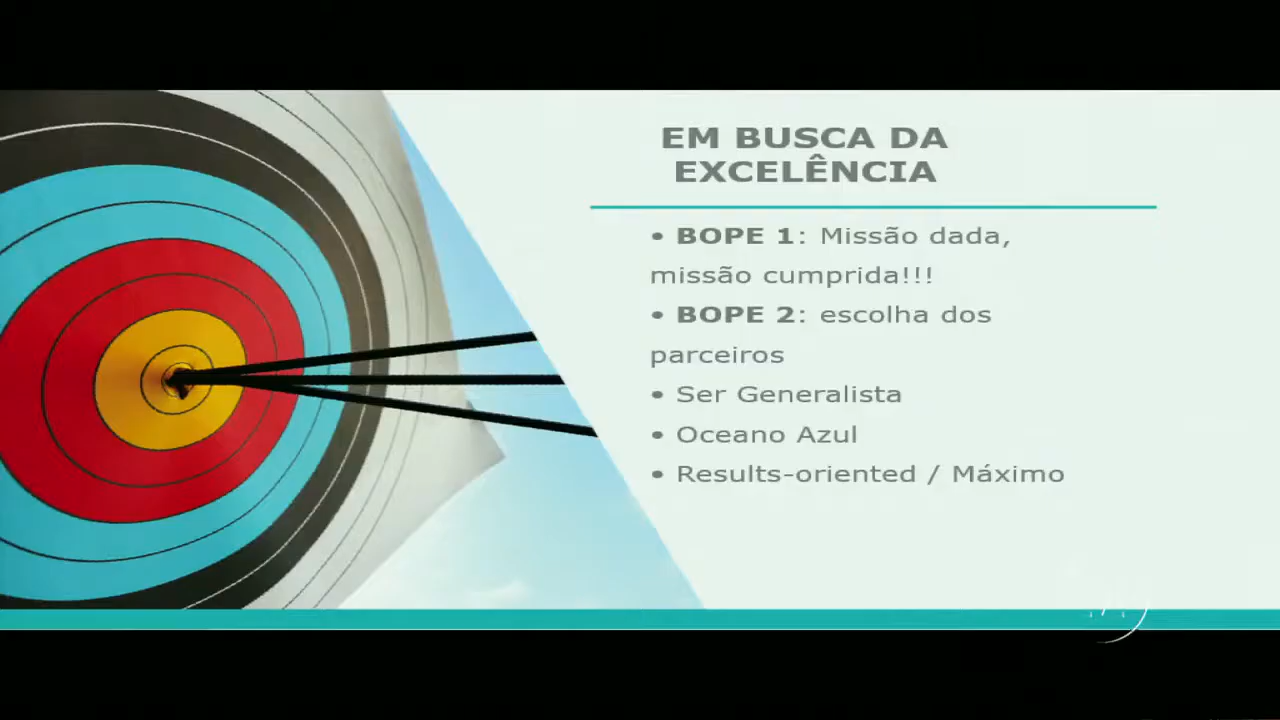 EM BUSCA DA
EXCELÊNCIA
• BOPE 1: Missão dada,
missão cumprida!!!
• BOPE 2: escolha dos
parceiros
• Ser Generalista
• Oceano Azul
• Results-oriented / Máximo